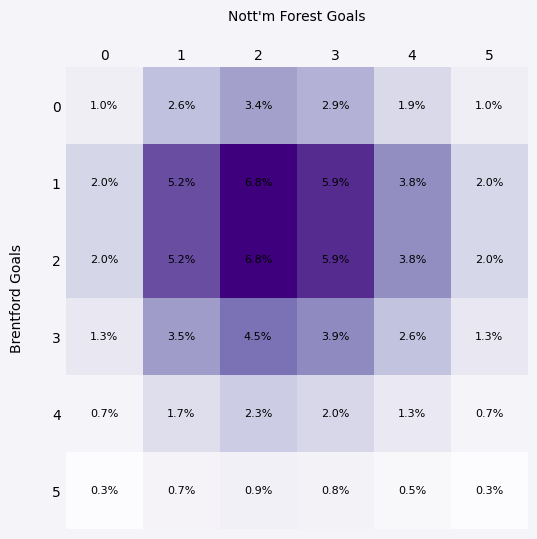 Nott'm Forest Goals
0 1 2 3 4 5
0 1.0% 2.6% 3.4% 2.9% 1.9% 1.0%
1 2.0% 5.2% 6.8% 5.9% 3.8% 2.0%
2 2.0% 5.2% 6.8% 5.9% 3.8% 2.0%
3 1.3% 3.5% 4.5% 3.9% 2.6% 1.3%
4 0.7% 1.7% 2.3% 2.0% 1.3% 0.7%
5 0.3% 0.7% 0.9% 0.8% 0.5% 0.3%
Brentford Goals